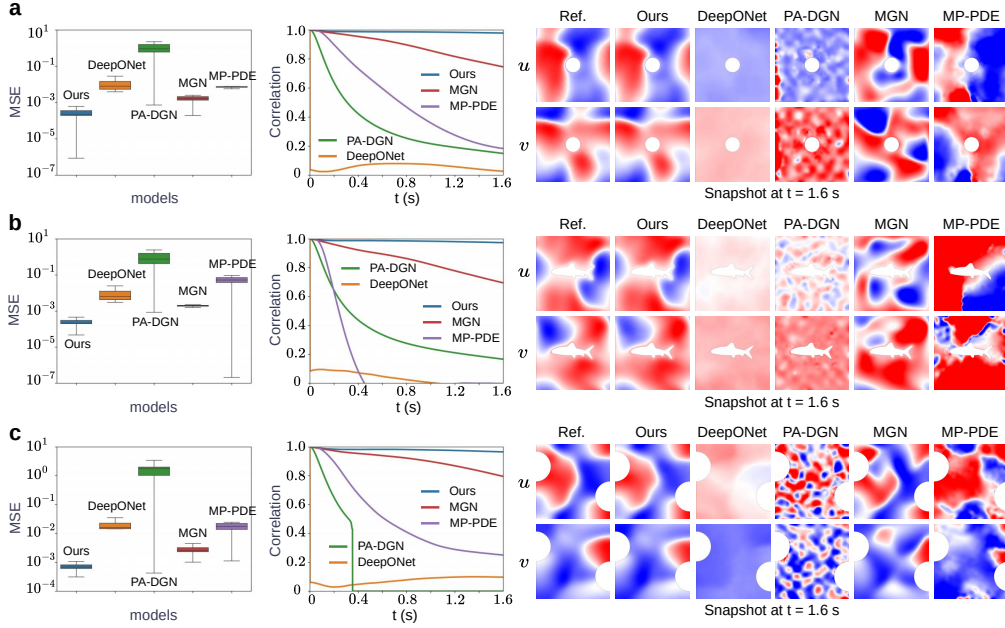 a
10^1
10^-1
10^-3
10^-5
10^-7
MSE
Ours
DeepONet
PA-DGN
MGN
MP-PDE
models
1.0
0.8
0.6
0.4
0.2
0
Correlation
Ours
MGN
MP-PDE
PA-DGN
DeepONet
0 0.4 0.8 1.2 1.6
t (s)
Ref. Ours DeepONet PA-DGN MGN MP-PDE
u
v
Snapshot at t = 1.6 s
b
10^1
10^-1
10^-3
10^-5
10^-7
MSE
Ours
DeepONet
PA-DGN
MGN
MP-PDE
models
1.0
0.8
0.6
0.4
0.2
0
Correlation
PA-DGN
DeepONet
Ours
MGN
MP-PDE
0 0.4 0.8 1.2 1.6
t (s)
Ref. Ours DeepONet PA-DGN MGN MP-PDE
u
v
Snapshot at t = 1.6 s
c
10^1
10^0
10^-1
10^-2
10^-3
10^-4
MSE
Ours
DeepONet
PA-DGN
MGN
MP-PDE
models
1.0
0.8
0.6
0.4
0.2
0
Correlation
Ours
MGN
MP-PDE
PA-DGN
DeepONet
0 0.4 0.8 1.2 1.6
t (s)
Ref. Ours DeepONet PA-DGN MGN MP-PDE
u
v
Snapshot at t = 1.6 s